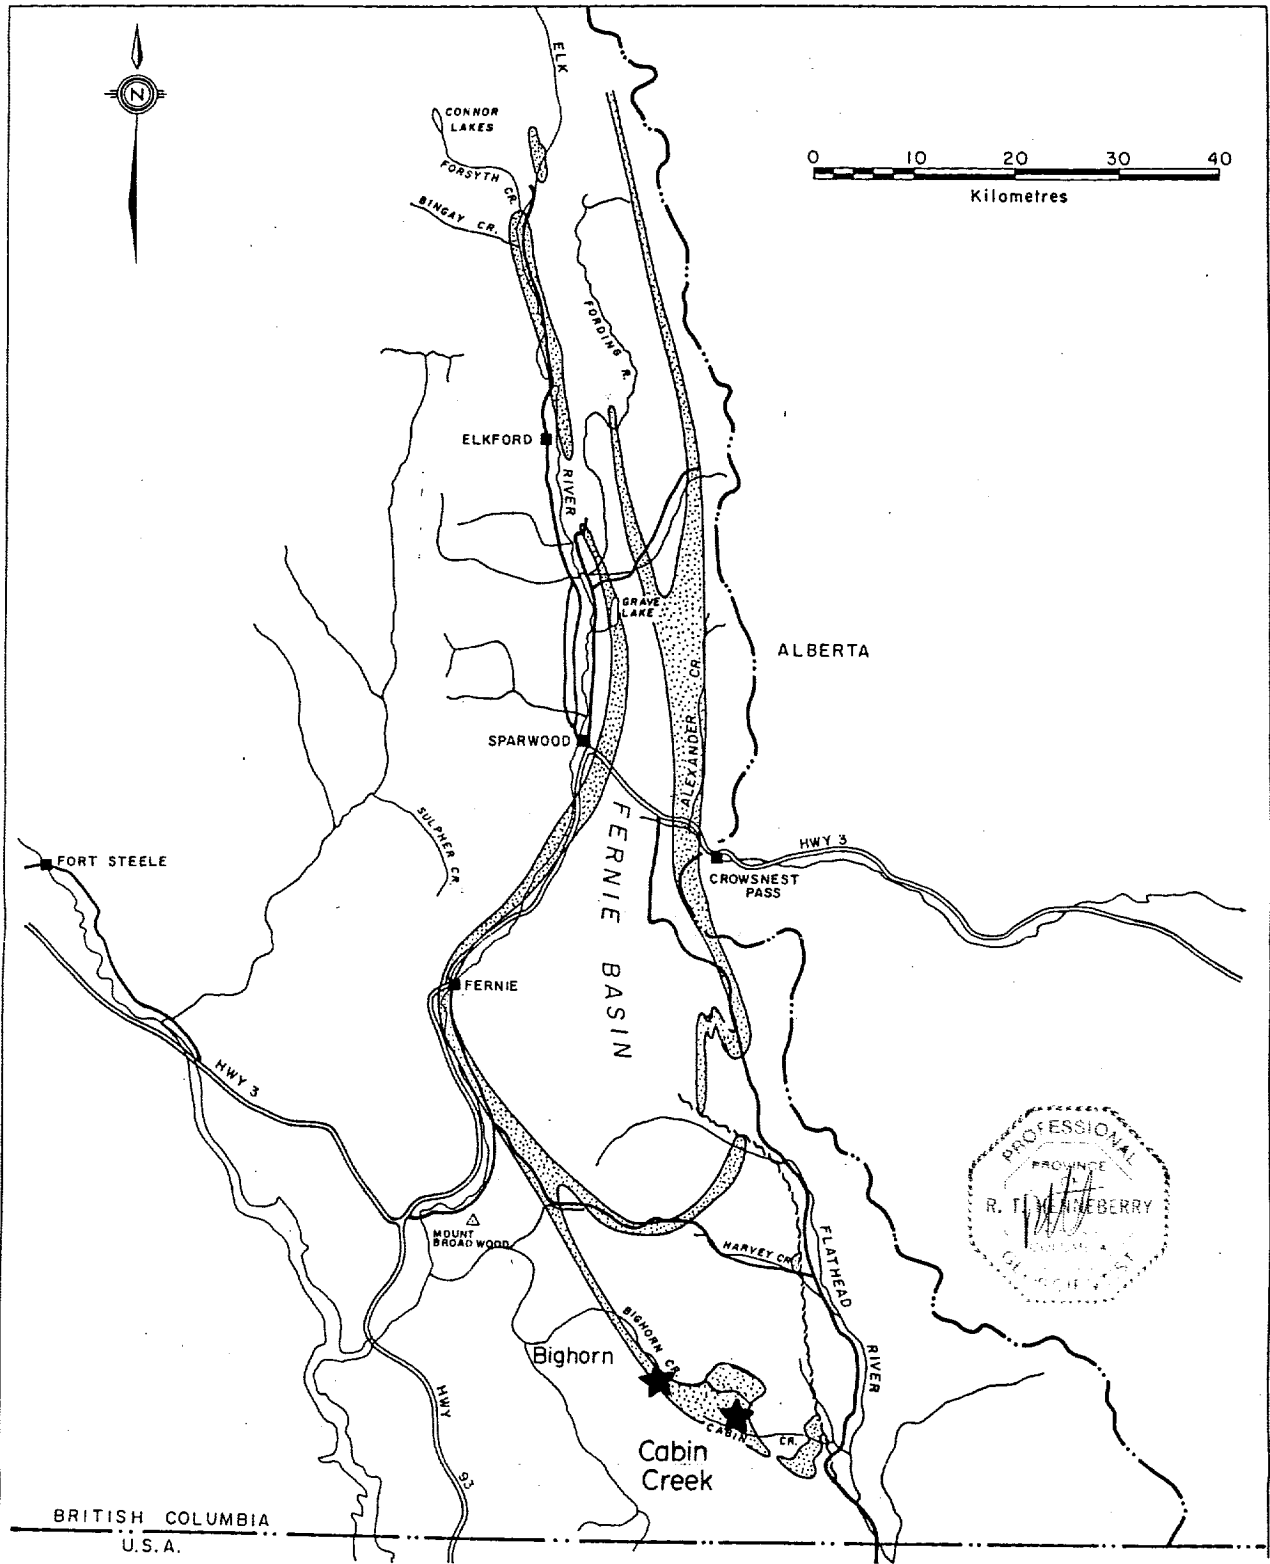 ELK
CONNOR
LAKES
N
0 10 20 30 40
Kilometres
FORSYTH CR.
BINGAY CR.
FORDING R.
ELKFORD
RIVER
GRAVE
LAKE
ALBERTA
ALEXANDER CR.
SPARWOOD
SULPHER CR.
FERNIE BASIN
HWY 3
FORT STEELE
CROWSNEST
PASS
FERNIE
HWY 3
PROFESSIONAL
PROVINCE
R. T. HENNEBERRY
MOUNT
BROADWOOD
HARVEY CR.
FLATHEAD
RIVER
BIGHORN CR.
Bighorn
CABIN CR.
Cabin
Creek
HWY 93
BRITISH COLUMBIA
U.S.A.